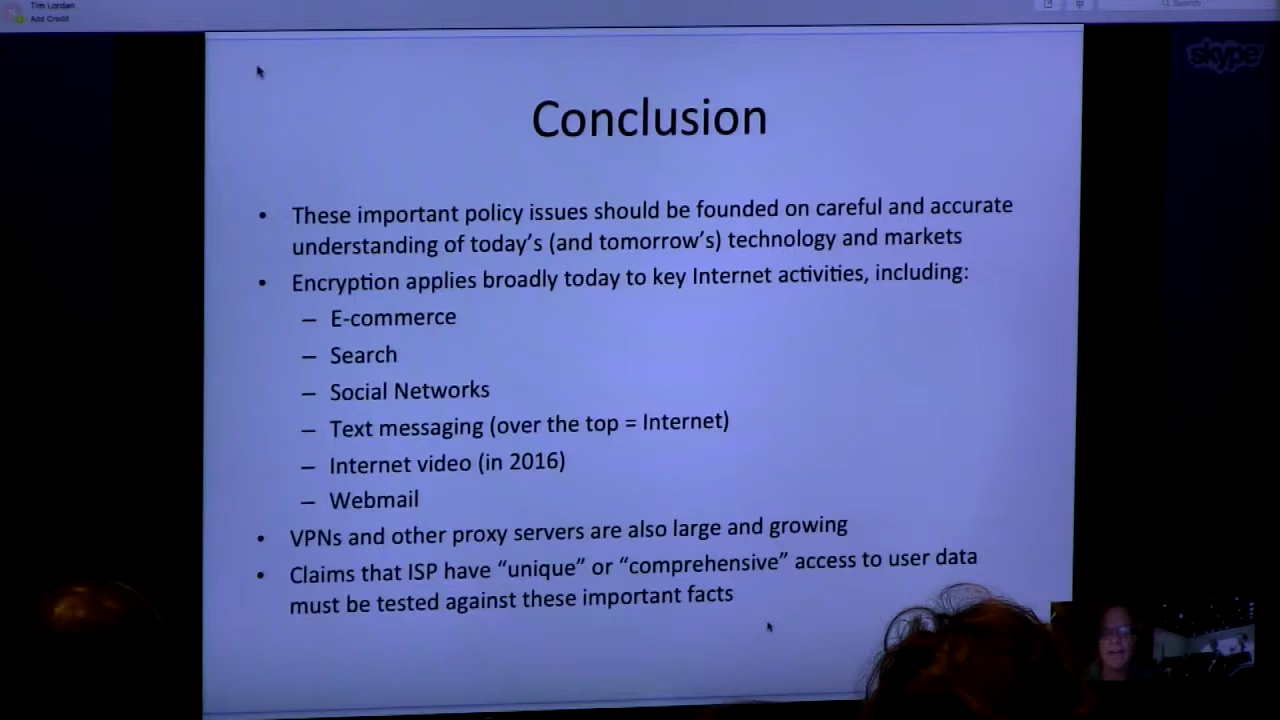 Tim Lordan
Add Credit
Search
skype
Conclusion
• These important policy issues should be founded on careful and accurate
understanding of today's (and tomorrow's) technology and markets
• Encryption applies broadly today to key Internet activities, including:
– E-commerce
– Search
– Social Networks
– Text messaging (over the top = Internet)
– Internet video (in 2016)
– Webmail
• VPNs and other proxy servers are also large and growing
• Claims that ISP have “unique” or “comprehensive” access to user data
must be tested against these important facts